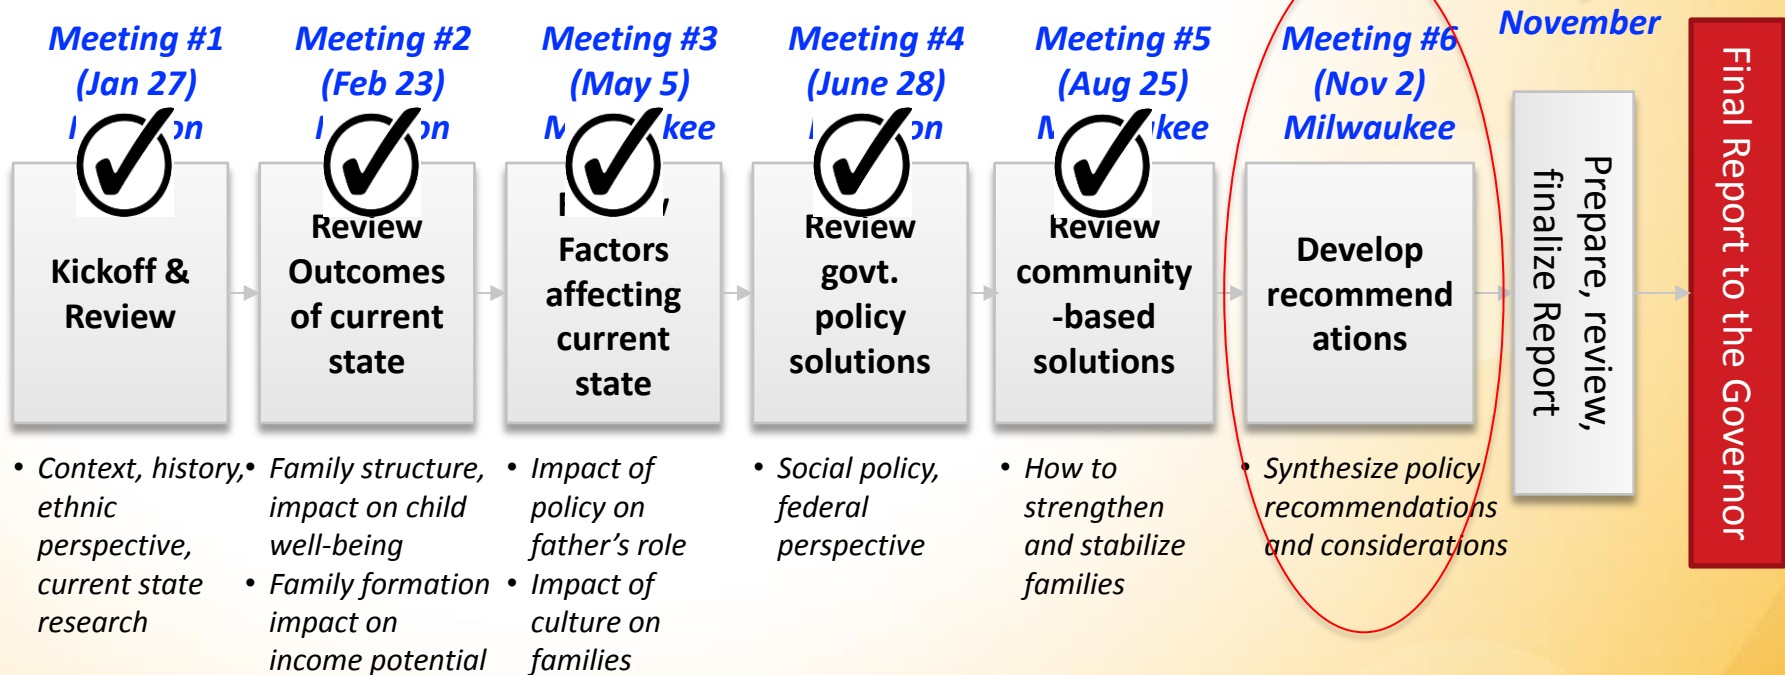 Meeting #1
(Jan 27)
Meeting #2
(Feb 23)
Meeting #3
(May 5)
Meeting #4
(June 28)
Meeting #5
(Aug 25)
Meeting #6
(Nov 2)
Milwaukee
November
Kickoff &
Review
Review
Outcomes
of current
state
Factors
affecting
current
state
Review
govt.
policy
solutions
Review
community
-based
solutions
Develop
recommend
ations
Prepare, review,
finalize Report
Final Report to the Governor
• Context, history,
ethnic
perspective,
current state
research
• Family structure,
impact on child
well-being
• Family formation
impact on
income potential
• Impact of
policy on
father’s role
• Impact of
culture on
families
• Social policy,
federal
perspective
• How to
strengthen
and stabilize
families
• Synthesize policy
recommendations
and considerations